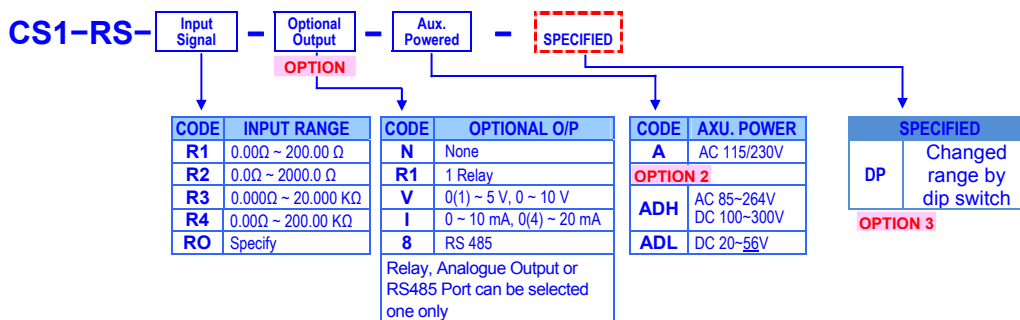 CS1-RS- Input Signal - Optional Output - Aux. Powered - SPECIFIED
OPTION
CODE INPUT RANGE
R1 0.00Ω ~ 200.00 Ω
R2 0.0Ω ~ 2000.0 Ω
R3 0.000Ω ~ 20.000 KΩ
R4 0.00Ω ~ 200.00 KΩ
RO Specify
CODE OPTIONAL O/P
N None
R1 1 Relay
V 0(1) ~ 5 V, 0 ~ 10 V
I 0 ~ 10 mA, 0(4) ~ 20 mA
8 RS 485
Relay, Analogue Output or
RS485 Port can be selected
one only
CODE AXU. POWER
A AC 115/230V
OPTION 2
ADH AC 85~264V
DC 100~300V
ADL DC 20~56V
SPECIFIED
DP Changed
range by
dip switch
OPTION 3